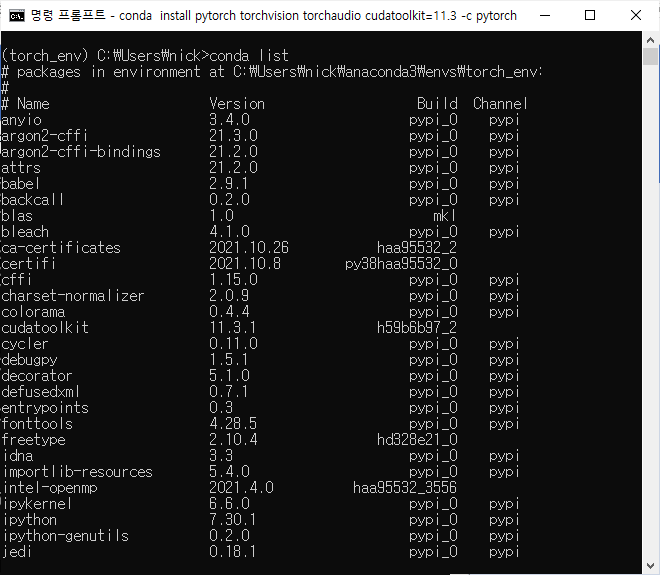 명령 프롬프트 - conda install pytorch torchvision torchaudio cudatoolkit=11.3 -c pytorch
(torch_env) C:\Users\nick>conda list
# packages in environment at C:\Users\nick\anaconda3\envs\torch_env:
#
# Name Version Build Channel
anyio 3.4.0 pypi_0 pypi
argon2-cffi 21.3.0 pypi_0 pypi
argon2-cffi-bindings 21.2.0 pypi_0 pypi
attrs 21.2.0 pypi_0 pypi
babel 2.9.1 pypi_0 pypi
backcall 0.2.0 pypi_0 pypi
blas 1.0 mkl
bleach 4.1.0 pypi_0 pypi
ca-certificates 2021.10.26 haa95532_2
certifi 2021.10.8 py38haa95532_0
cffi 1.15.0 pypi_0 pypi
charset-normalizer 2.0.9 pypi_0 pypi
colorama 0.4.4 pypi_0 pypi
cudatoolkit 11.3.1 h59b6b97_2
cycler 0.11.0 pypi_0 pypi
debugpy 1.5.1 pypi_0 pypi
decorator 5.1.0 pypi_0 pypi
defusedxml 0.7.1 pypi_0 pypi
entrypoints 0.3 pypi_0 pypi
fonttools 4.28.5 pypi_0 pypi
freetype 2.10.4 hd328e21_0
idna 3.3 pypi_0 pypi
importlib-resources 5.4.0 pypi_0 pypi
intel-openmp 2021.4.0 haa95532_3556
ipykernel 6.6.0 pypi_0 pypi
ipython 7.30.1 pypi_0 pypi
ipython-genutils 0.2.0 pypi_0 pypi
jedi 0.18.1 pypi_0 pypi